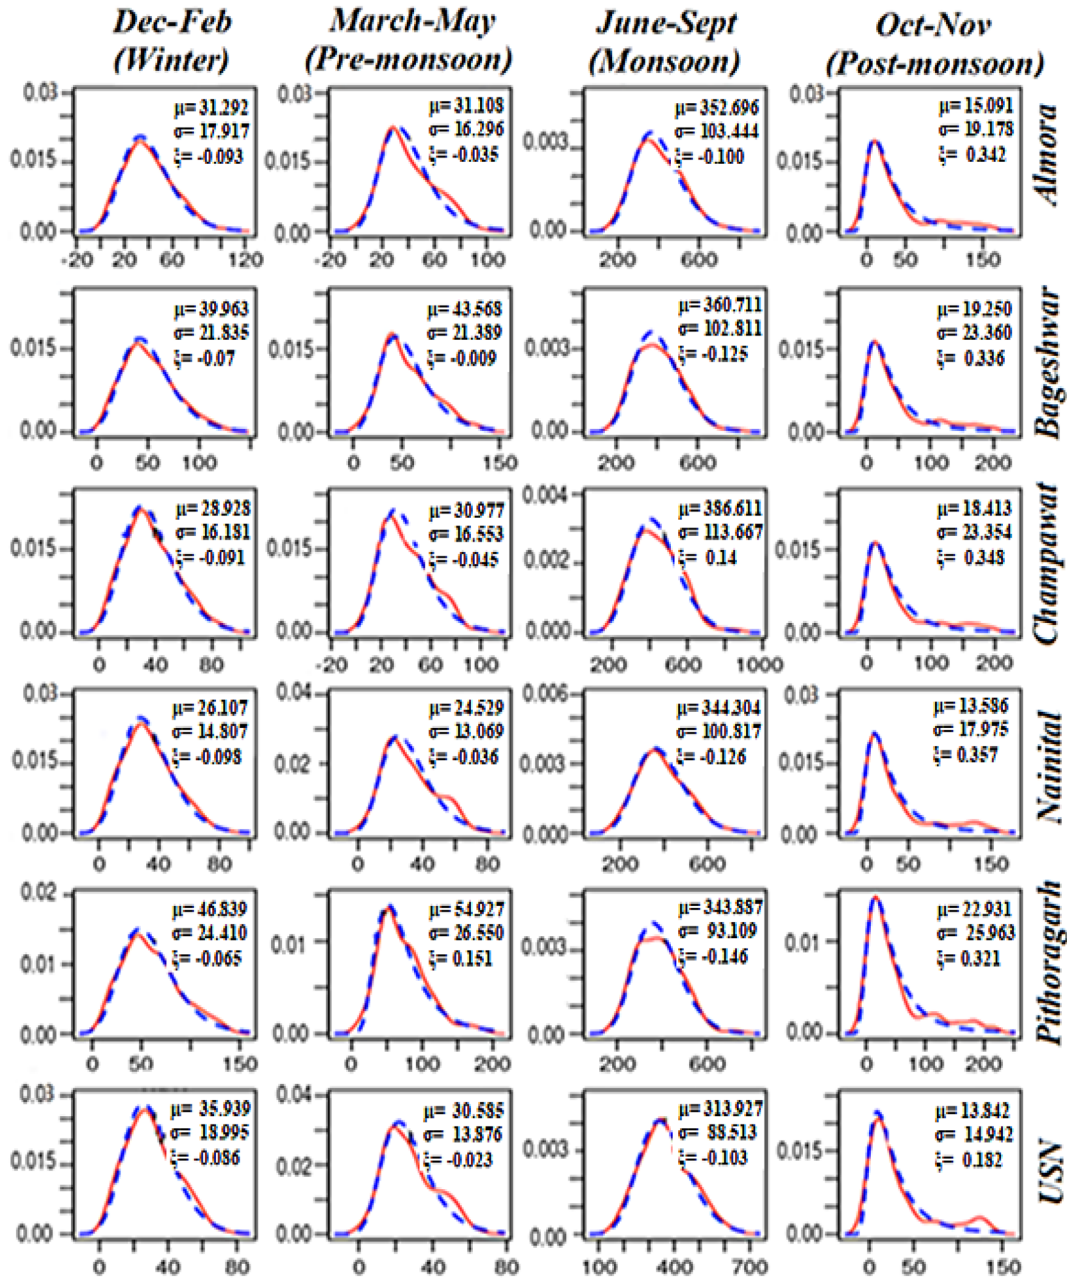 Dec-Feb March-May June-Sept Oct-Nov
(Winter) (Pre-monsoon) (Monsoon) (Post-monsoon)
0.03 0.03 0.003 0.03
μ= 31.292 μ= 31.108 μ= 352.696 μ= 15.091
σ= 17.917 σ= 16.296 σ= 103.444 σ= 19.178
ξ= -0.093 ξ= -0.035 ξ= -0.100 ξ= 0.342
0.015 0.015 0.015
0.00 0.00 0.00 0.00
Almora
-20 20 60 120 -20 20 60 100 200 400 600 0 50 150
μ= 39.963 μ= 43.568 μ= 360.711 μ= 19.250
σ= 21.835 σ= 21.389 σ= 102.811 σ= 23.360
ξ= -0.07 ξ= -0.009 ξ= -0.125 ξ= 0.336
0.015 0.015 0.003 0.015
0.00 0.00 0.00 0.00
Bageshwar
0 50 100 0 50 150 200 600 0 100 200
0.004
μ= 28.928 μ= 30.977 μ= 386.611 μ= 18.413
σ= 16.181 σ= 16.553 σ= 113.667 σ= 23.354
ξ= -0.091 ξ= -0.045 ξ= 0.14 ξ= 0.348
0.015 0.015 0.002 0.015
0.00 0.00 0.000 0.00
Champawat
0 40 80 -20 20 60 120 200 600 1000 0 100 200
0.03 0.04 0.006 0.03
μ= 26.107 μ= 24.529 μ= 344.304 μ= 13.586
σ= 14.807 σ= 13.069 σ= 100.817 σ= 17.975
ξ= -0.098 ξ= -0.036 ξ= -0.126 ξ= 0.357
0.015 0.02 0.003 0.015
0.00 0.00 0.000 0.00
Nainital
0 40 80 0 40 80 200 600 0 50 150
0.02
μ= 46.839 μ= 54.927 μ= 343.887 μ= 22.931
σ= 24.410 σ= 26.550 σ= 93.109 σ= 25.963
ξ= -0.065 ξ= 0.151 ξ= -0.146 ξ= 0.321
0.01 0.01 0.003 0.01
0.00 0.00 0.00 0.00
Pithoragarh
0 50 150 0 100 200 200 600 0 100 200
0.03 0.04
μ= 35.939 μ= 30.585 μ= 313.927 μ= 13.842
σ= 18.995 σ= 13.876 σ= 88.513 σ= 14.942
ξ= -0.086 ξ= -0.023 ξ= -0.103 ξ= 0.182
0.015 0.02 0.003 0.015
0.00 0.00 0.00 0.00
USN
0 40 80 0 40 80 100 400 700 0 50 150